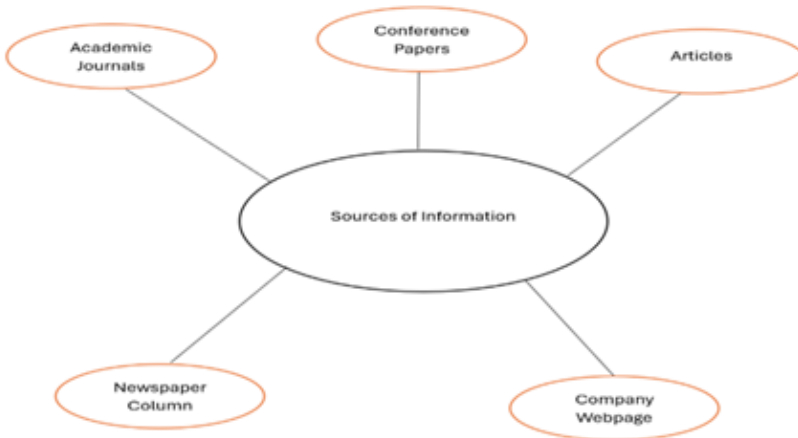 Academic
Journals
Conference
Papers
Articles
Sources of Information
Newspaper
Column
Company
Webpage